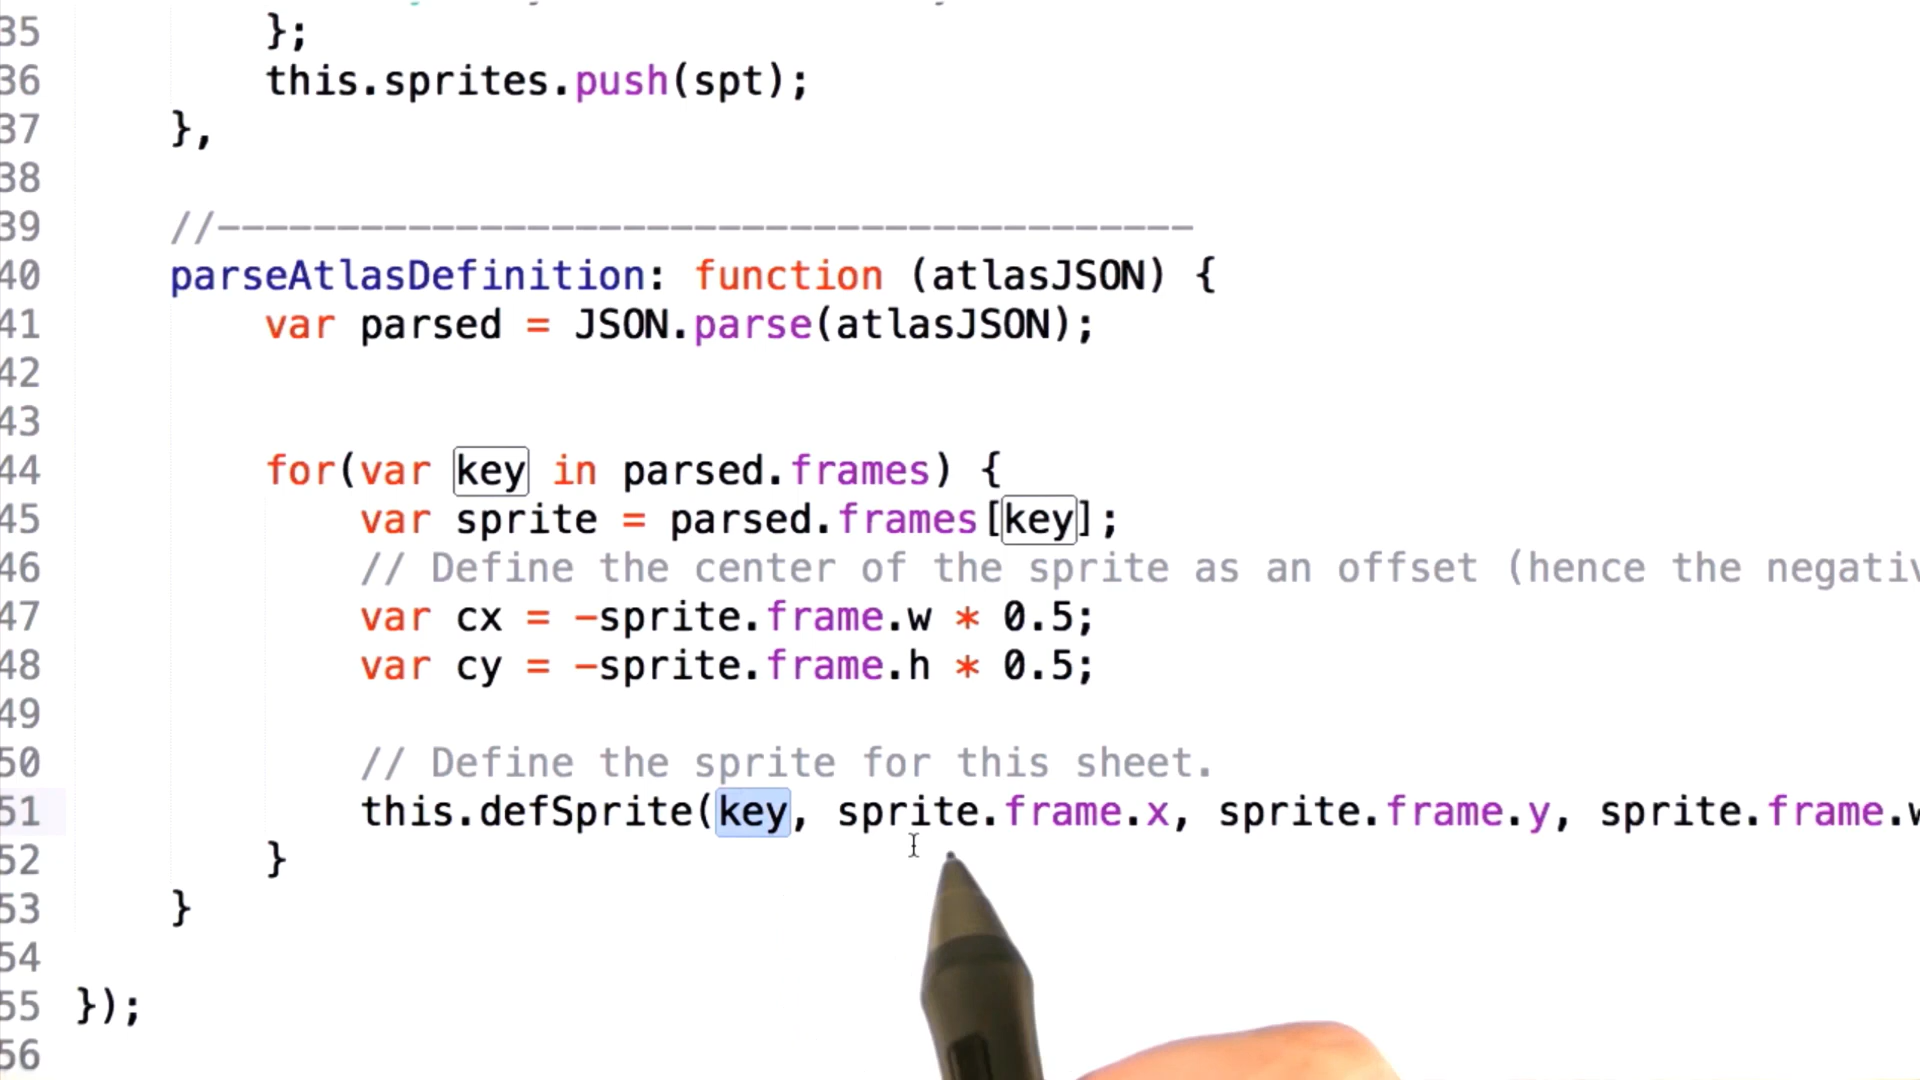 35 };
36 this.sprites.push(spt);
37 },
38
39 //-----------------------------------------
40 parseAtlasDefinition: function (atlasJSON) {
41 var parsed = JSON.parse(atlasJSON);
42
43
44 for(var key in parsed.frames) {
45 var sprite = parsed.frames[key];
46 // Define the center of the sprite as an offset (hence the negativ
47 var cx = -sprite.frame.w * 0.5;
48 var cy = -sprite.frame.h * 0.5;
49
50 // Define the sprite for this sheet.
51 this.defSprite(key, sprite.frame.x, sprite.frame.y, sprite.frame.w
52 }
53 }
54
55 });
56